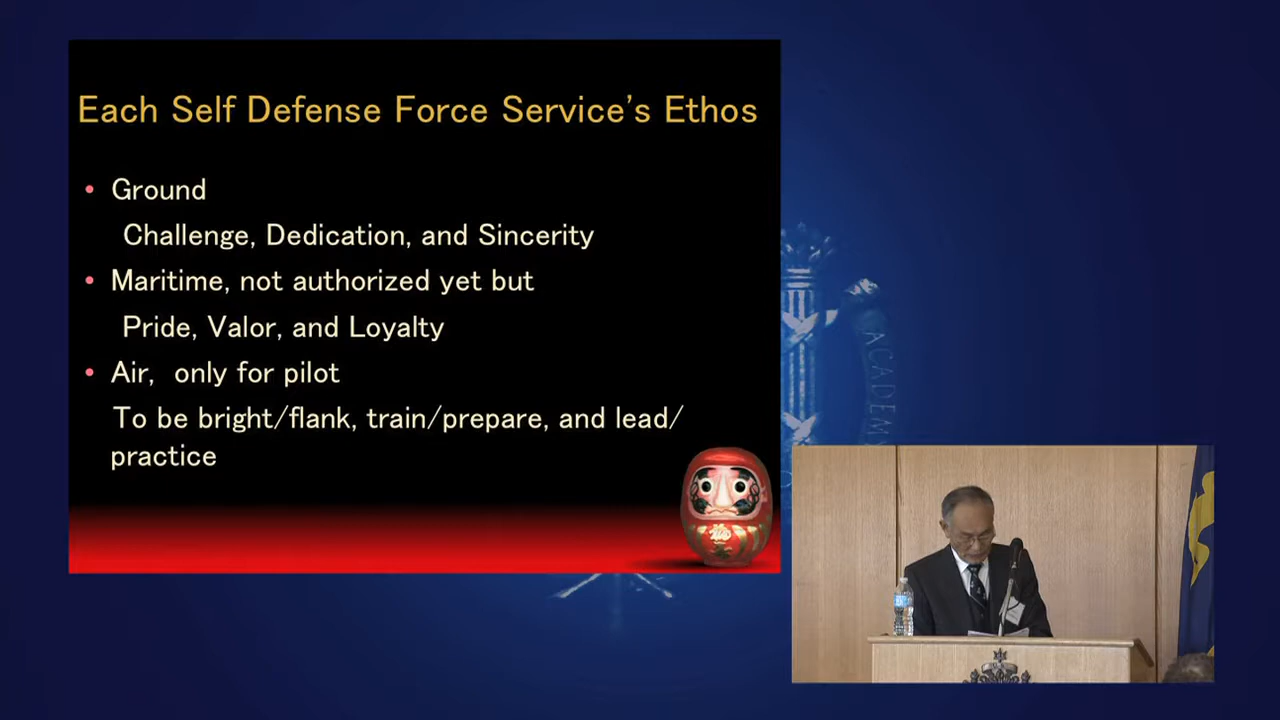 Each Self Defense Force Service's Ethos
• Ground
Challenge, Dedication, and Sincerity
• Maritime, not authorized yet but
Pride, Valor, and Loyalty
• Air, only for pilot
To be bright/flank, train/prepare, and lead/
practice
ACADEM